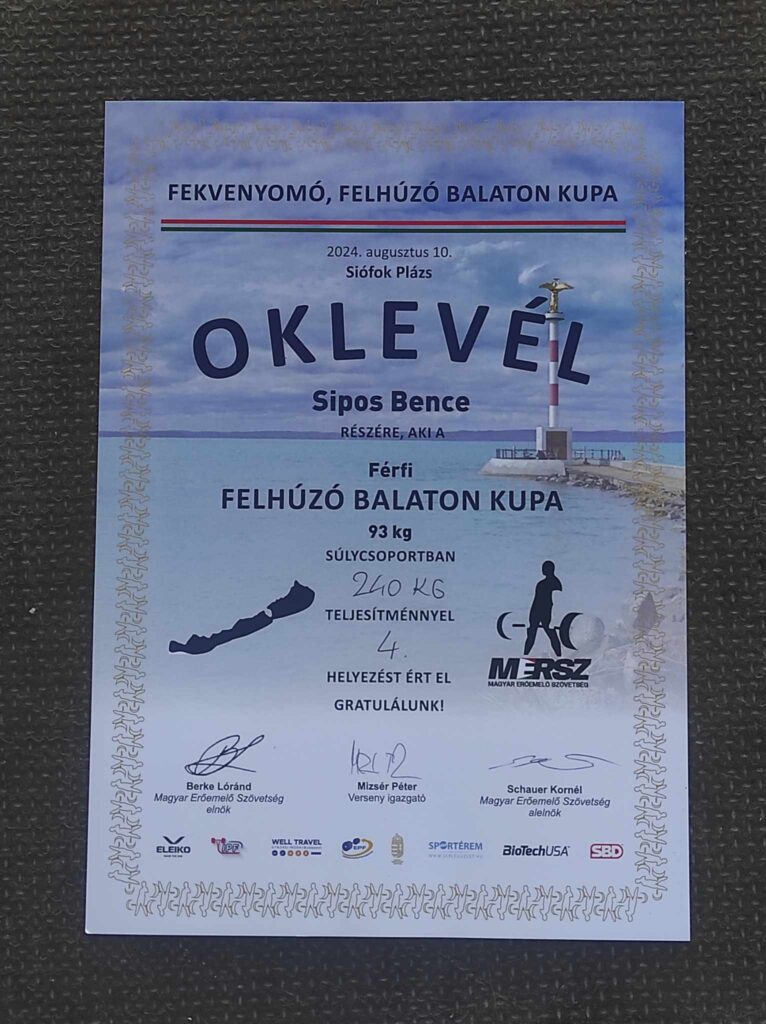 FEKVENYOMÓ, FELHÚZÓ BALATON KUPA
2024. augusztus 10.
Siófok Plázs
OKLEVÉL
Sipos Bence
RÉSZÉRE, AKI A
Férfi
FELHÚZÓ BALATON KUPA
93 kg
SÚLYCSOPORTBAN
240 KG
TELJESÍTMÉNNYEL
4.
HELYEZÉST ÉRT EL
GRATULÁLUNK!
MERSZ
MAGYAR ERŐEMELŐ SZÖVETSÉG
Berke Lóránd
Magyar Erőemelő Szövetség
elnök
Mizsér Péter
Verseny igazgató
Schauer Kornél
Magyar Erőemelő Szövetség
alelnök
ELEIKO
IPF
WELL TRAVEL
EPF
SPORTÉREM
BioTechUSA
SBD